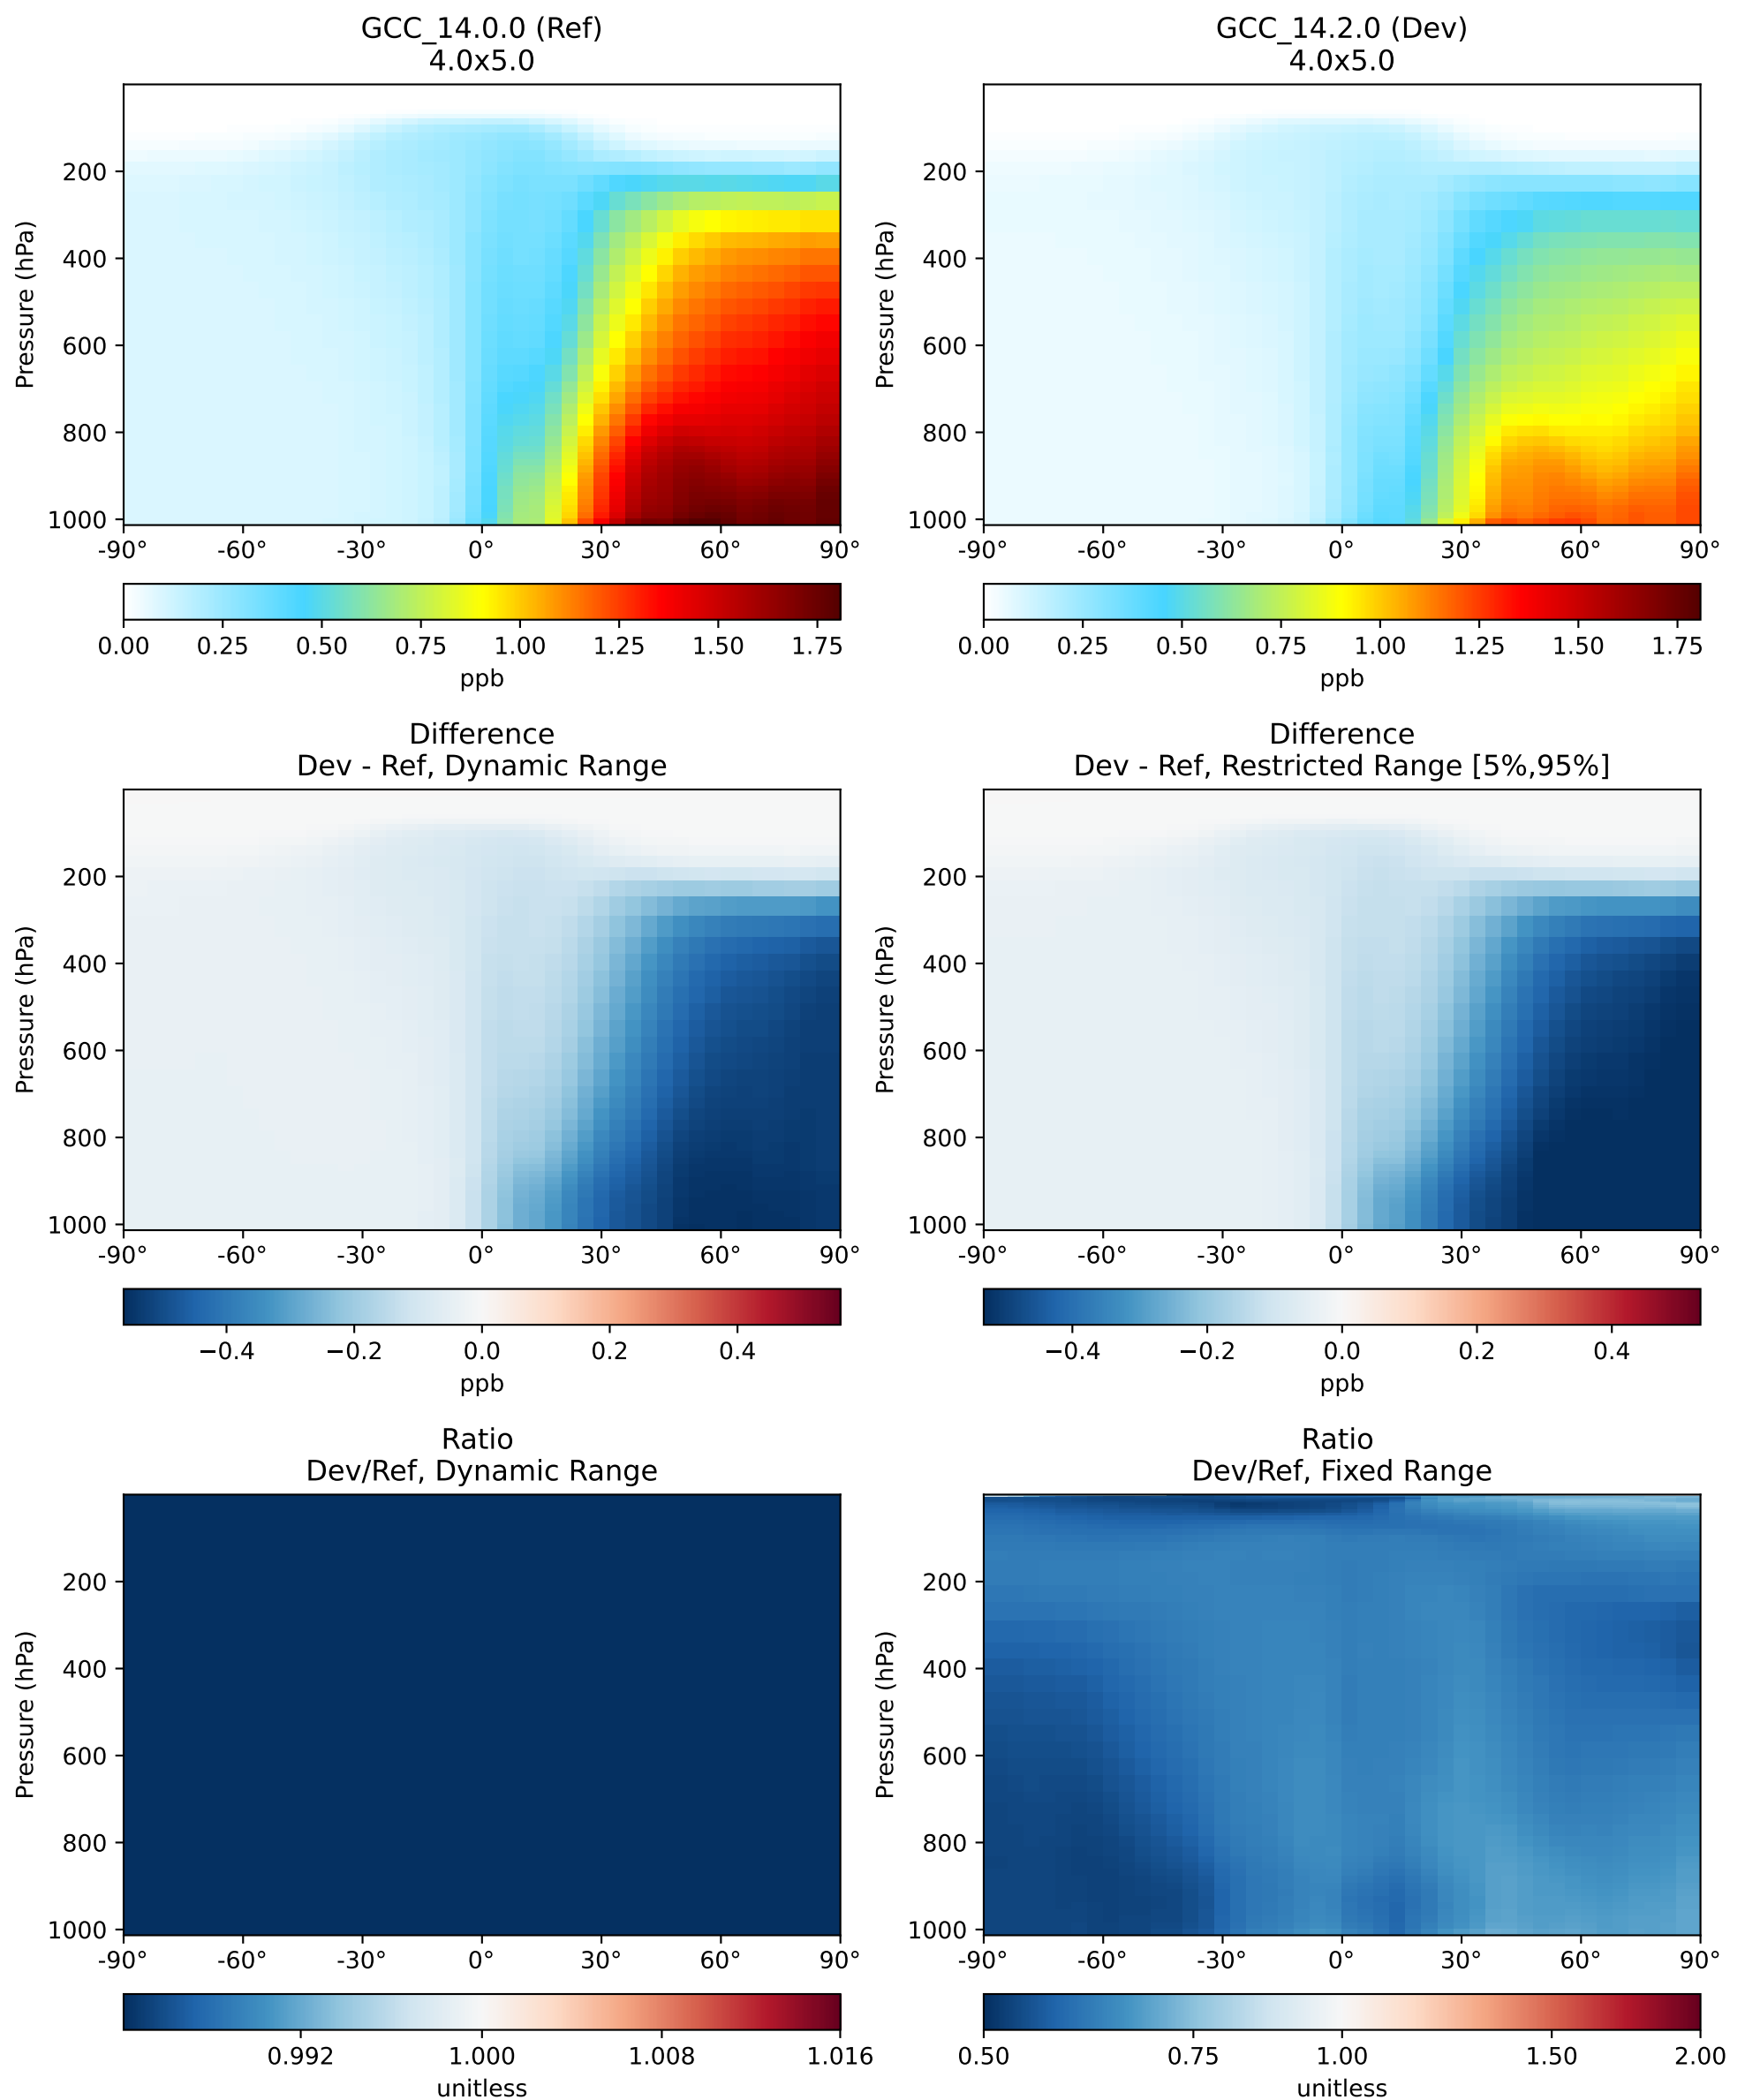 GCC_14.0.0 (Ref)
4.0x5.0
Pressure (hPa)
200
400
600
800
1000
-90° -60° -30° 0° 30° 60° 90°
0.00 0.25 0.50 0.75 1.00 1.25 1.50 1.75
ppb
GCC_14.2.0 (Dev)
4.0x5.0
Pressure (hPa)
200
400
600
800
1000
-90° -60° -30° 0° 30° 60° 90°
0.00 0.25 0.50 0.75 1.00 1.25 1.50 1.75
ppb
Difference
Dev - Ref, Dynamic Range
Pressure (hPa)
200
400
600
800
1000
-90° -60° -30° 0° 30° 60° 90°
−0.4 −0.2 0.0 0.2 0.4
ppb
Difference
Dev - Ref, Restricted Range [5%,95%]
Pressure (hPa)
200
400
600
800
1000
-90° -60° -30° 0° 30° 60° 90°
−0.4 −0.2 0.0 0.2 0.4
ppb
Ratio
Dev/Ref, Dynamic Range
Pressure (hPa)
200
400
600
800
1000
-90° -60° -30° 0° 30° 60° 90°
0.992 1.000 1.008 1.016
unitless
Ratio
Dev/Ref, Fixed Range
Pressure (hPa)
200
400
600
800
1000
-90° -60° -30° 0° 30° 60° 90°
0.50 0.75 1.00 1.50 2.00
unitless